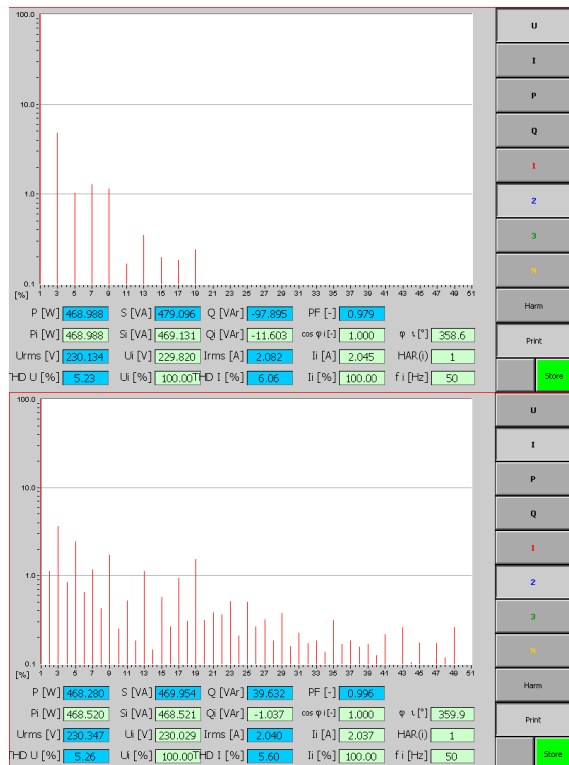 100.0
10.0
1.0
0.1
[%]
1 3 5 7 9 11 13 15 17 19 21 23 25 27 29 31 33 35 37 39 41 43 45 47 49 51
P [W] 468.988 S [VA] 479.096 Q [VAr] -97.895 PF [-] 0.979
Pi [W] 468.988 Si [VA] 469.131 Qi [VAr] -11.603 cos φ i[-] 1.000 φ ι [°] 358.6
Urms [V] 230.134 Ui [V] 229.820 Irms [A] 2.082 Ii [A] 2.045 HAR(i) 1
HD U [%] 5.23 Ui [%] 100.00 THD I [%] 6.06 Ii [%] 100.00 f i [Hz] 50
U
I
P
Q
1
2
3
N
Harm
Print
Store
100.0
10.0
1.0
0.1
[%]
1 3 5 7 9 11 13 15 17 19 21 23 25 27 29 31 33 35 37 39 41 43 45 47 49 51
P [W] 468.280 S [VA] 469.954 Q [VAr] 39.632 PF [-] 0.996
Pi [W] 468.520 Si [VA] 468.521 Qi [VAr] -1.037 cos φ i[-] 1.000 φ ι [°] 359.9
Urms [V] 230.347 Ui [V] 230.029 Irms [A] 2.040 Ii [A] 2.037 HAR(i) 1
HD U [%] 5.26 Ui [%] 100.00 THD I [%] 5.60 Ii [%] 100.00 f i [Hz] 50
U
I
P
Q
1
2
3
N
Harm
Print
Store